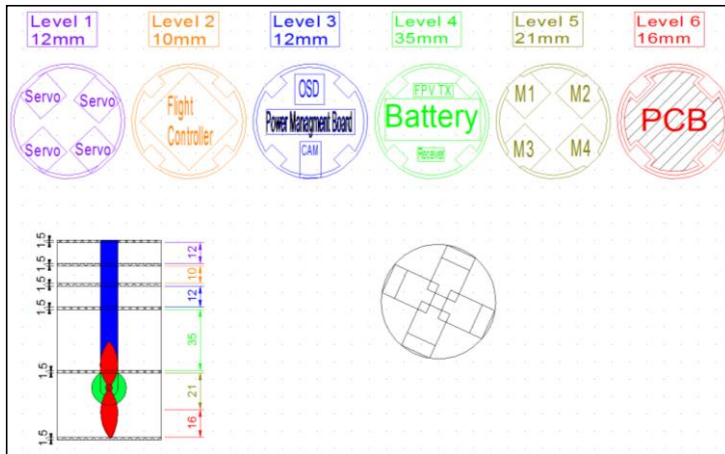 Level 1
12mm
Level 2
10mm
Level 3
12mm
Level 4
35mm
Level 5
21mm
Level 6
16mm
Servo
Servo
Servo
Servo
Flight
Controller
OSD
Power Managment Board
CAM
FPV TX
Battery
Receiver
M1 M2
M3 M4
PCB
1,5
1,5
1,5
1,5
1,5
1,5
12
10
12
35
21
16